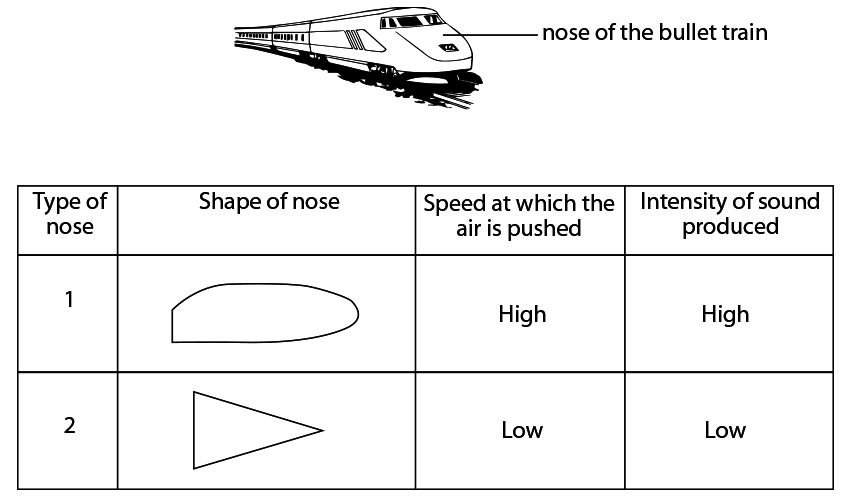 nose of the bullet train
Type of
nose
Shape of nose
Speed at which the
air is pushed
Intensity of sound
produced
1
High
High
2
Low
Low